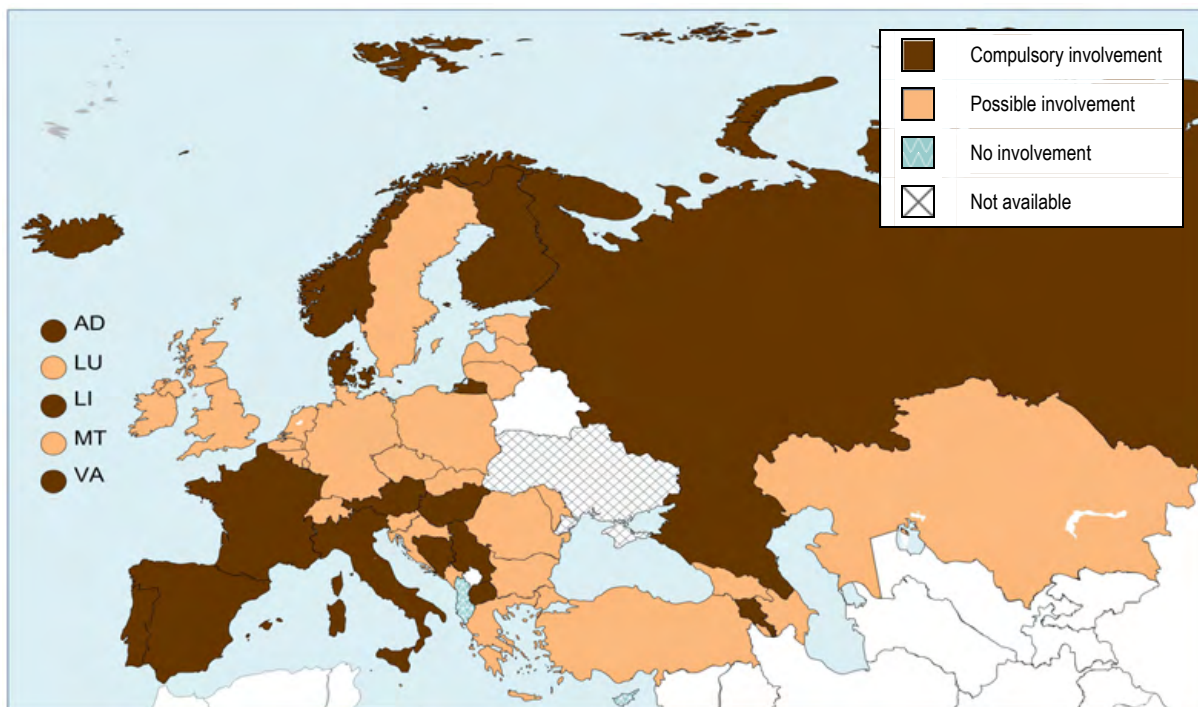 Compulsory involvement
Possible involvement
No involvement
Not available
AD
LU
LI
MT
VA